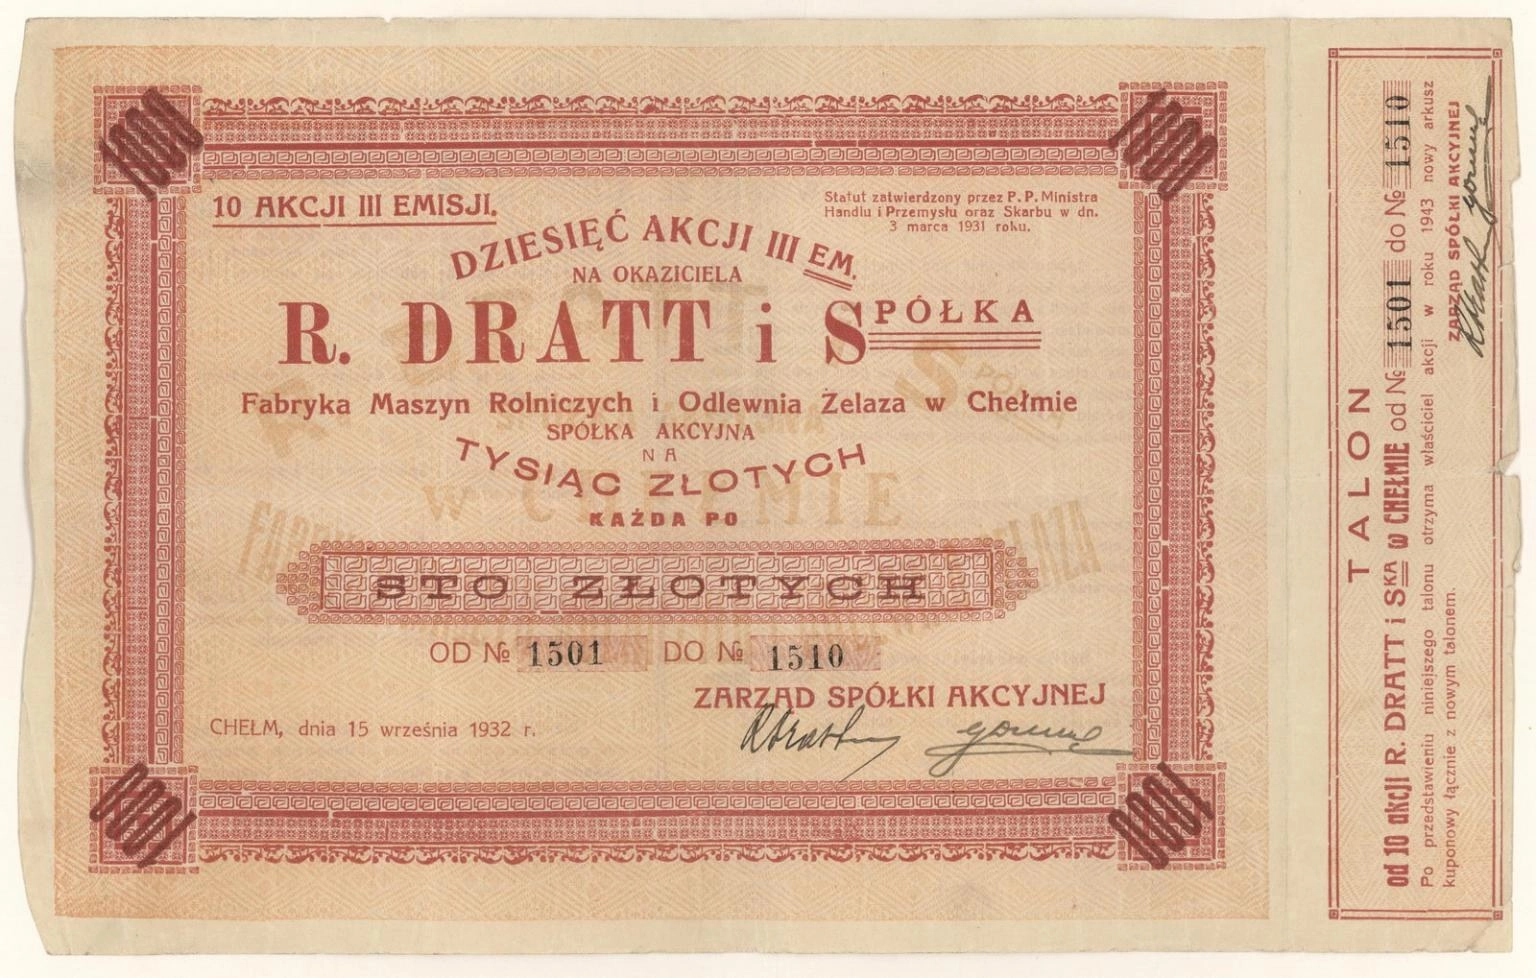 1000
1000
10 AKCJI III EMISJI.
Statut zatwierdzony przez P. P. Ministra
Handlu i Przemysłu oraz Skarbu w dn.
3 marca 1931 roku.
DZIESIĘĆ AKCJI III EM.
NA OKAZICIELA
R. DRATT i SPÓŁKA
Fabryka Maszyn Rolniczych i Odlewnia Żelaza w Chełmie
SPÓŁKA AKCYJNA
NA
TYSIĄC ZŁOTYCH
KAŻDA PO
STO ZŁOTYCH
OD № 1501 DO № 1510
ZARZĄD SPÓŁKI AKCYJNEJ
CHEŁM, dnia 15 września 1932 r.
1000
1000
TALON
od 10 akcji R. DRATT i SKA w CHEŁMIE od № 1501 do № 1510
Po przedstawieniu niniejszego talonu otrzyma właściciel akcji w roku 1943 nowy arkusz
kuponowy łącznie z nowym talonem.
ZARZĄD SPÓŁKI AKCYJNEJ